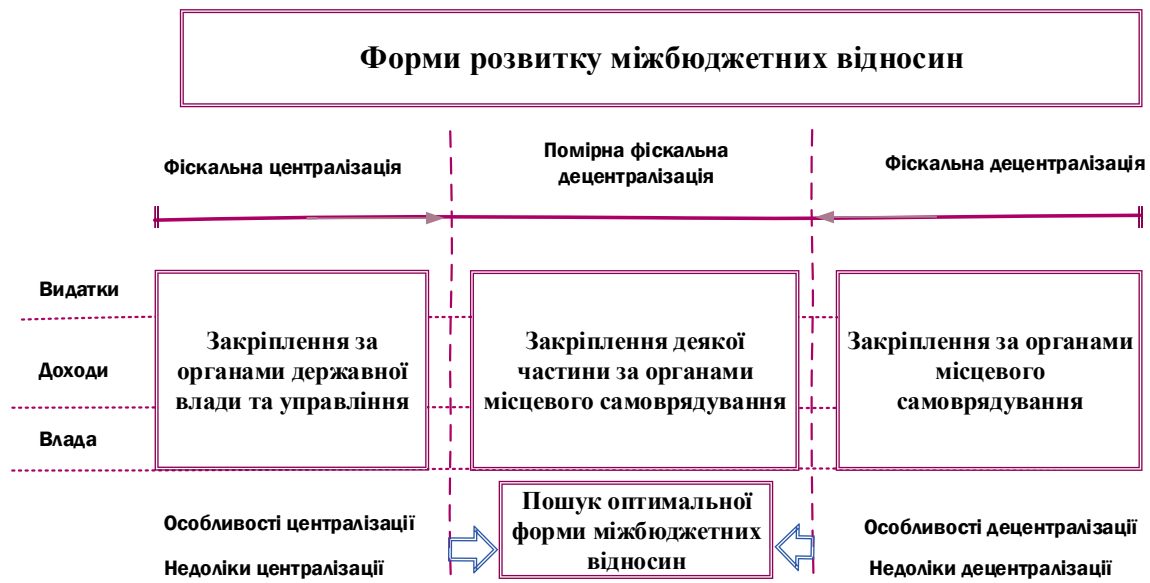 Форми розвитку міжбюджетних відносин
Фіскальна централізація
Помірна фіскальна
децентралізація
Фіскальна децентралізація
Видатки
Доходи
Влада
Закріплення за
органами державної
влади та управління
Закріплення деякої
частини за органами
місцевого самоврядування
Закріплення за органами
місцевого
самоврядування
Особливості централізації
Недоліки централізації
Пошук оптимальної
форми міжбюджетних
відносин
Особливості децентралізації
Недоліки децентралізації